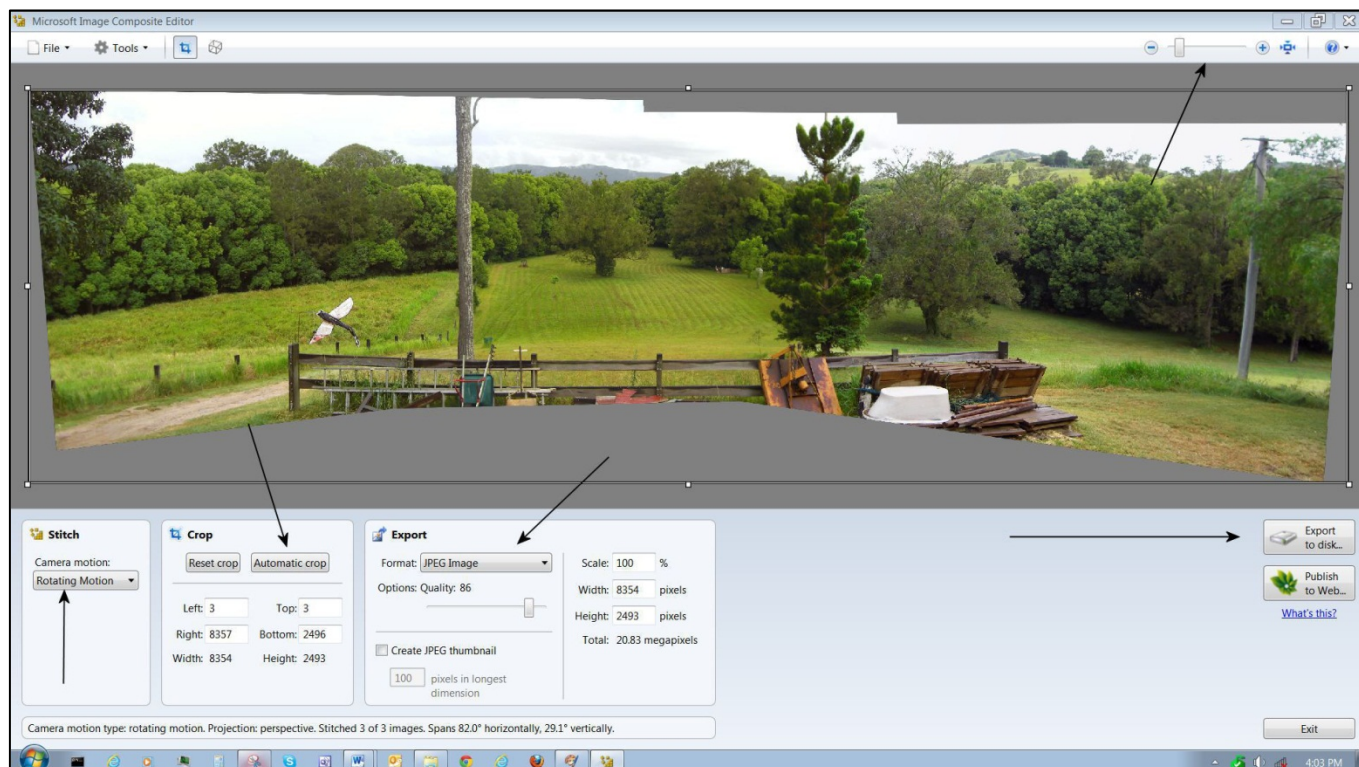 Microsoft Image Composite Editor
File Tools
Stitch
Camera motion:
Rotating Motion
Crop
Reset crop Automatic crop
Left: 3 Top: 3
Right: 8357 Bottom: 2496
Width: 8354 Height: 2493
Export
Format: JPEG Image
Options: Quality: 86
Create JPEG thumbnail
100 pixels in longest
dimension
Scale: 100 %
Width: 8354 pixels
Height: 2493 pixels
Total: 20.83 megapixels
Export
to disk...
Publish
to Web...
What's this?
Camera motion type: rotating motion. Projection: perspective. Stitched 3 of 3 images. Spans 82.0° horizontally, 29.1° vertically.
Exit
4:03 PM